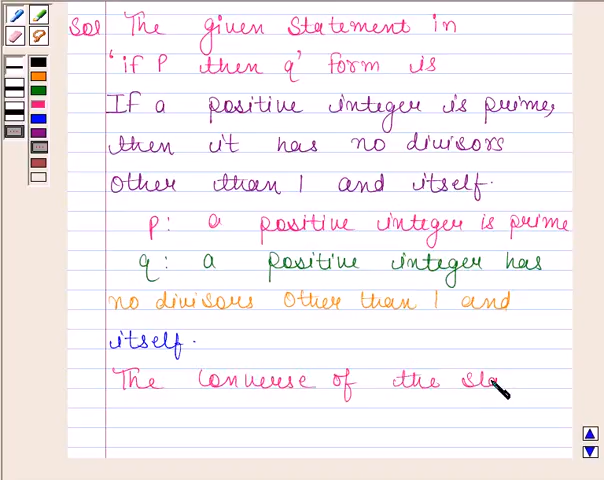 Sol The given statement in
'if P then q' form is
If a positive integer is prime,
then it has no divisors
other than 1 and itself.
p: a positive integer is prime
q: a positive integer has
no divisors other than 1 and
itself.
The converse of the sta